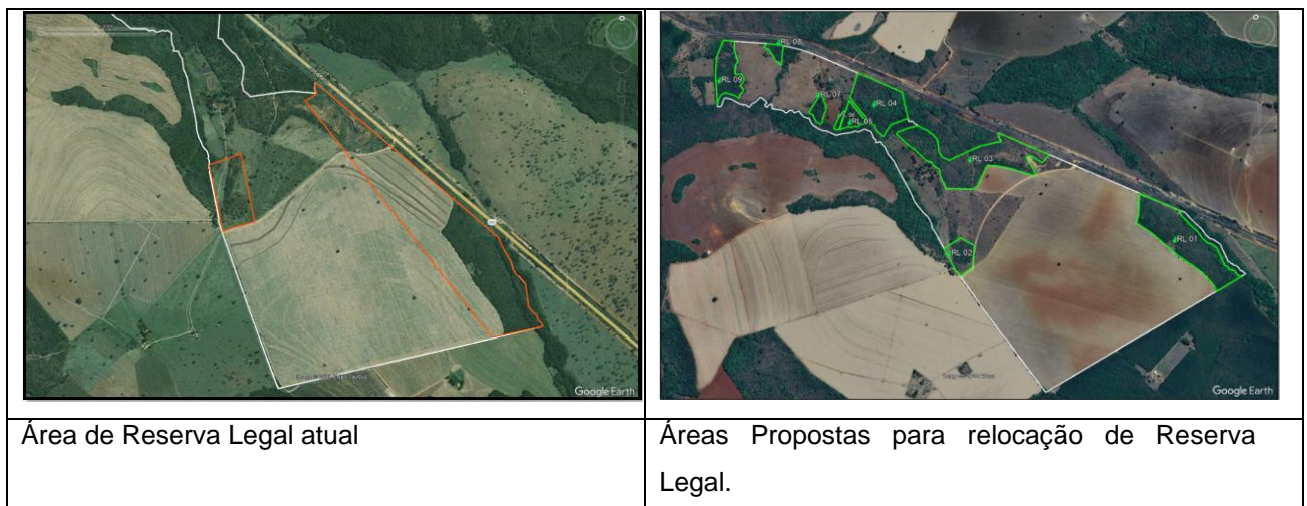 Google Earth
RL 08
RL 09
RL 07
RL 04
RL 05
RL 03
RL 01
RL 02
Google Earth
Área de Reserva Legal atual
Áreas Propostas para relocação de Reserva
Legal.